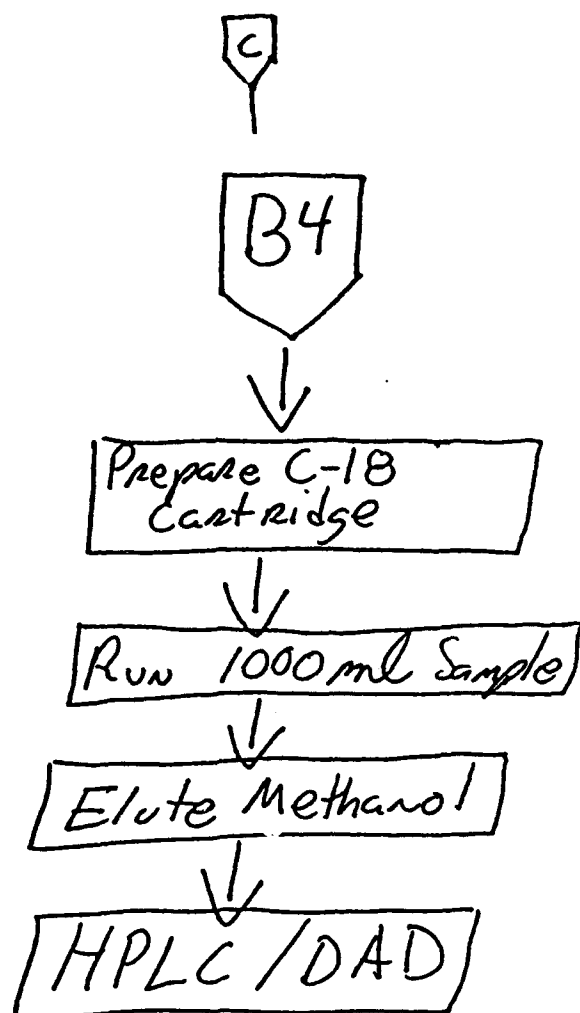 C
B4
Prepare C-18
Cartridge
Run 1000 ml Sample
Elute Methanol
HPLC/DAD